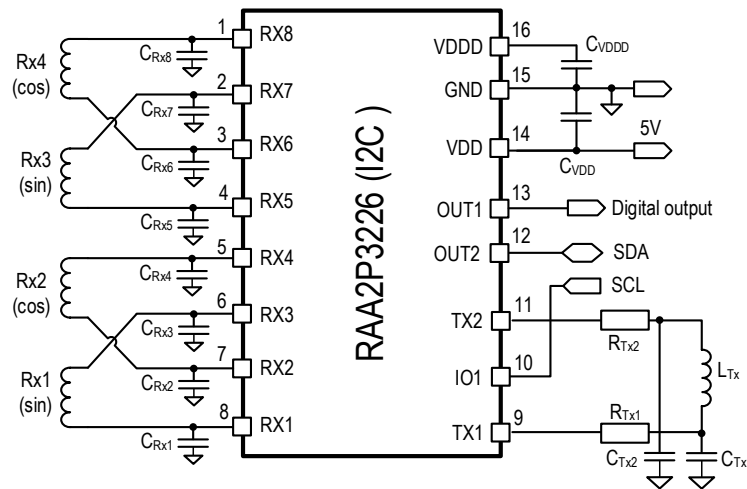 Rx4
(cos)
Rx3
(sin)
Rx2
(cos)
Rx1
(sin)
1
CRx8
RX8
2
CRx7
RX7
3
CRx6
RX6
4
CRx5
RX5
5
CRx4
RX4
6
CRx3
RX3
7
CRx2
RX2
8
CRx1
RX1
RAA2P3226 (I2C )
VDDD
16
CVDDD
GND
15
VDD
14
CVDD
5V
OUT1
13
Digital output
OUT2
12
SDA
SCL
TX2
11
RTx2
IO1
10
LTx
TX1
9
RTx1
CTx2
CTx